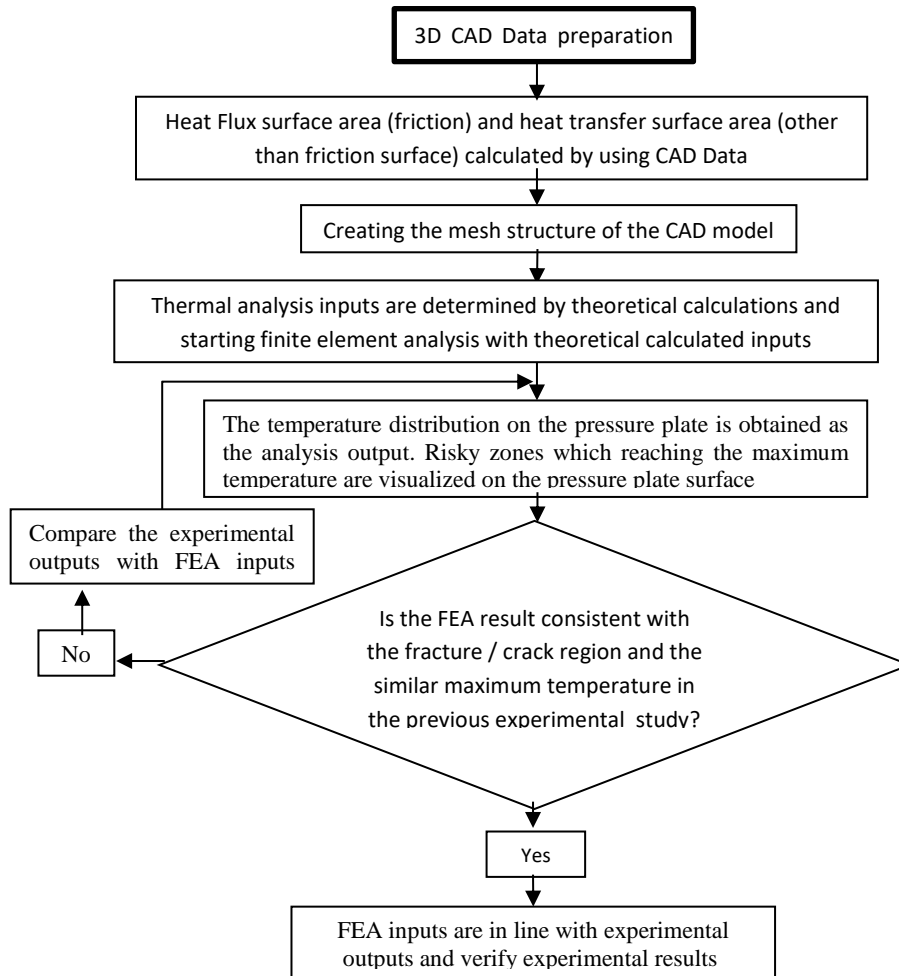 3D CAD Data preparation
Heat Flux surface area (friction) and heat transfer surface area (other
than friction surface) calculated by using CAD Data
Creating the mesh structure of the CAD model
Thermal analysis inputs are determined by theoretical calculations and
starting finite element analysis with theoretical calculated inputs
The temperature distribution on the pressure plate is obtained as
the analysis output. Risky zones which reaching the maximum
temperature are visualized on the pressure plate surface
Compare the experimental
outputs with FEA inputs
No
Is the FEA result consistent with
the fracture / crack region and the
similar maximum temperature in
the previous experimental study?
Yes
FEA inputs are in line with experimental
outputs and verify experimental results